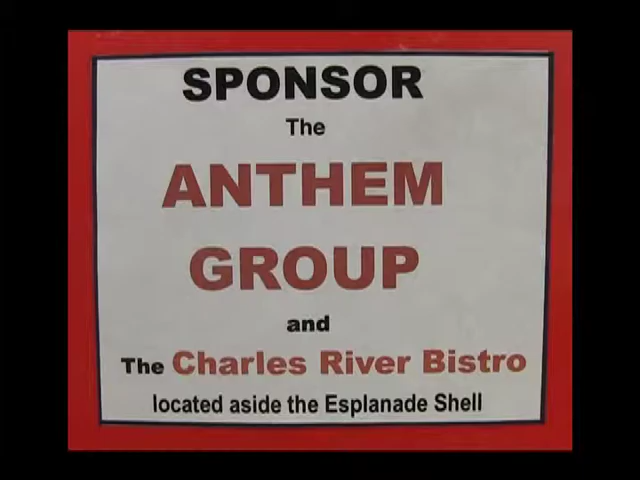 SPONSOR
The
ANTHEM
GROUP
and
The Charles River Bistro
located aside the Esplanade Shell